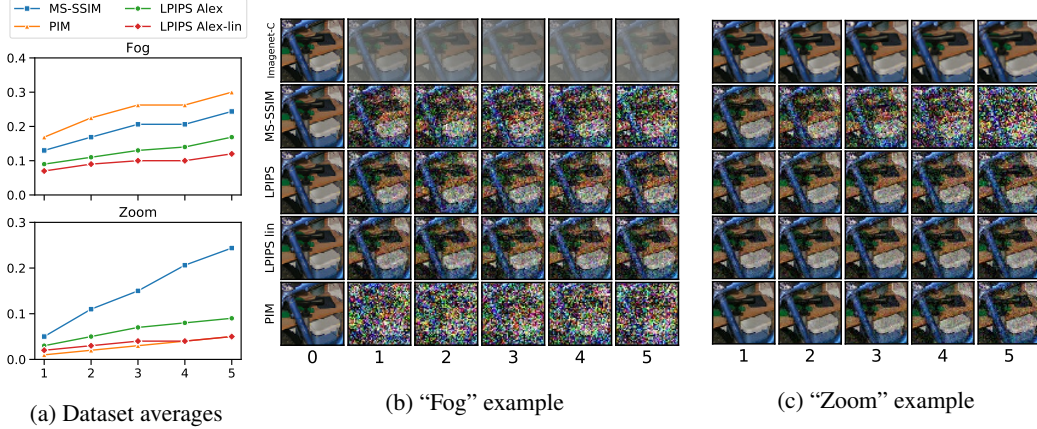 MS-SSIM LPIPS Alex
PIM LPIPS Alex-lin
Fog
0.4
0.3
0.2
0.1
0.0
Zoom
0.3
0.2
0.1
0.0
1 2 3 4 5
(a) Dataset averages
Imagenet-C
MS-SSIM
LPIPS
LPIPS lin
PIM
0 1 2 3 4 5
(b) “Fog” example
1 2 3 4 5
(c) “Zoom” example